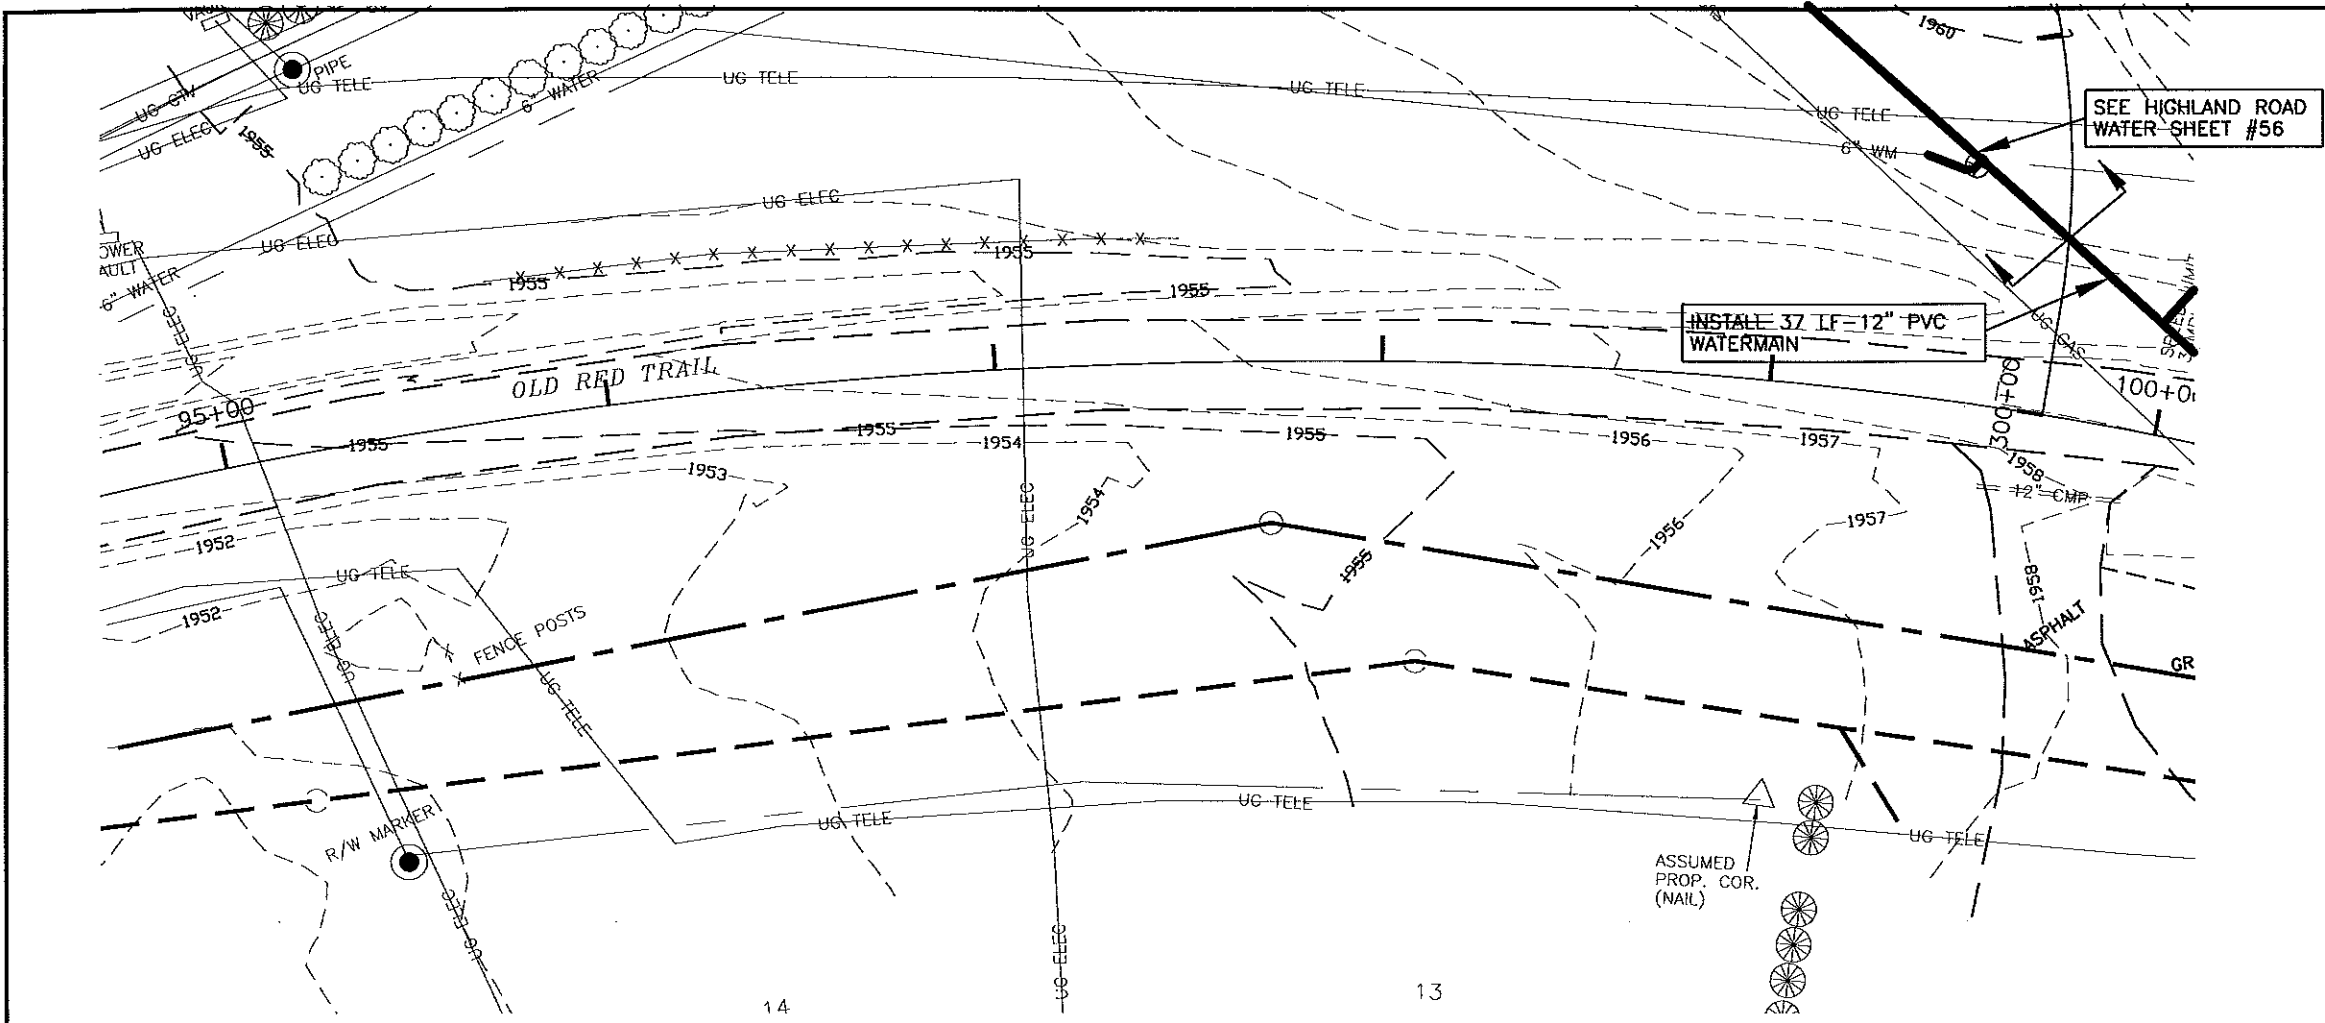 PIPE
UG TELE
UG TELE
UG TELE
UG TELE
1960
SEE HIGHLAND ROAD
WATER SHEET #56
UG CTV
6" WATER
UG ELEC
1955
6" WM
UG ELEC
UG ELEC
6" WATER
UG ELEC
1955
1955
1955
INSTALL 37 LF-12" PVC
WATERMAIN
UG GAS
OLD RED TRAIL
95+00
300+00
1955
1955
1954
1955
1956
1957
1958
1953
12" CMP
1954
UG ELEC
1952
1956
1957
1955
UG TELE
1952
1958
UG ELEC
FENCE POSTS
ASPHALT
GR
UG TELE
UG TELE
UG TELE
UG TELE
R/W MARKER
ASSUMED
PROP. COR.
(NAIL)
UG ELEC
UG ELEC
14
13